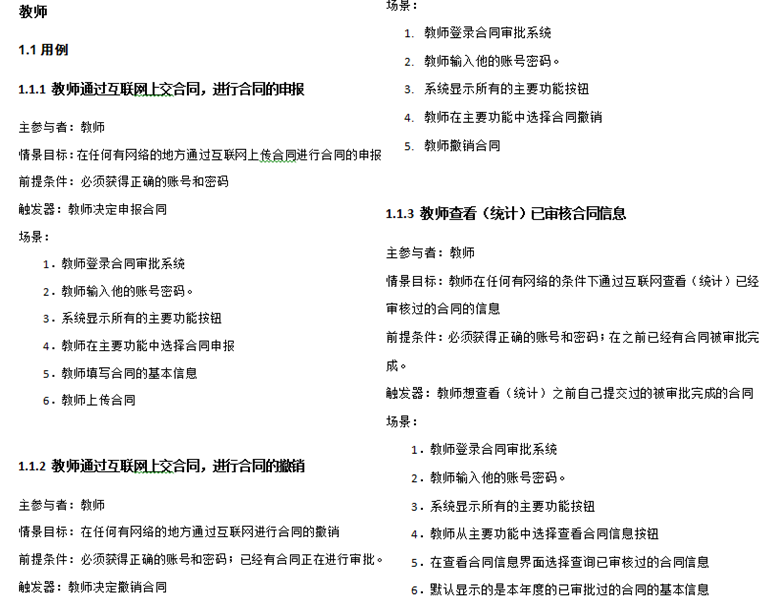 教师
1.1 用例
1.1.1 教师通过互联网上交合同，进行合同的申报
主参与者：教师
情景目标：在任何有网络的地方通过互联网上传合同进行合同的申报
前提条件：必须获得正确的账号和密码
触发器：教师决定申报合同
场景：
1．教师登录合同审批系统
2．教师输入他的账号密码。
3．系统显示所有的主要功能按钮
4．教师在主要功能中选择合同申报
5．教师填写合同的基本信息
6．教师上传合同
1.1.2 教师通过互联网上交合同，进行合同的撤销
主参与者：教师
情景目标：在任何有网络的地方通过互联网进行合同的撤销
前提条件：必须获得正确的账号和密码；已经有合同正在进行审批。
触发器：教师决定撤销合同
场景：
1. 教师登录合同审批系统
2. 教师输入他的账号密码。
3. 系统显示所有的主要功能按钮
4. 教师在主要功能中选择合同撤销
5. 教师撤销合同
1.1.3 教师查看（统计）已审核合同信息
主参与者：教师
情景目标：教师在任何有网络的条件下通过互联网查看（统计）已经
审核过的合同的信息
前提条件：必须获得正确的账号和密码；在之前已经有合同被审批完
成。
触发器：教师想查看（统计）之前自己提交过的被审批完成的合同
场景：
1．教师登录合同审批系统
2．教师输入他的账号密码。
3．系统显示所有的主要功能按钮
4．教师从主要功能中选择查看合同信息按钮
5．在查看合同信息界面选择查询已审核过的合同信息
6．默认显示的是本年度的已审批过的合同的基本信息